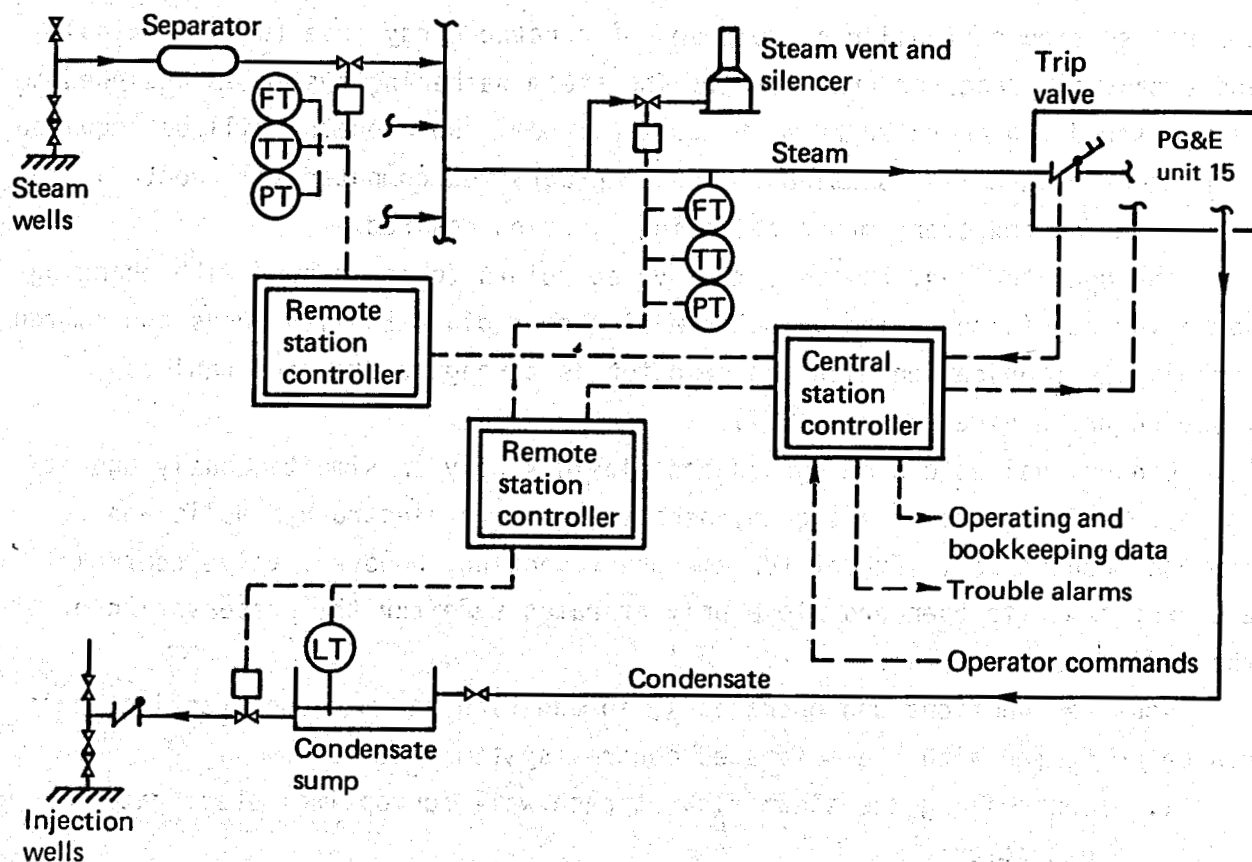 Separator
Steam vent and
silencer
Trip
valve
FT
TT
PT
Steam
wells
Steam
PG&E
unit 15
FT
TT
PT
Remote
station
controller
Central
station
controller
Remote
station
controller
Operating and
bookkeeping data
Trouble alarms
Operator commands
LT
Condensate
Condensate
sump
Injection
wells